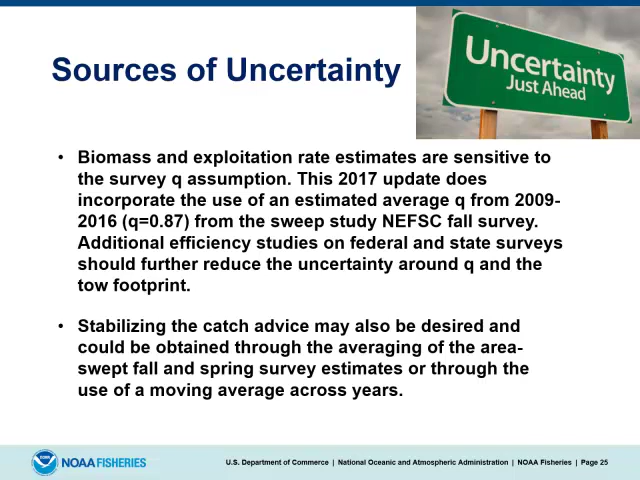 Uncertainty
Just Ahead
Sources of Uncertainty
• Biomass and exploitation rate estimates are sensitive to
the survey q assumption. This 2017 update does
incorporate the use of an estimated average q from 2009-
2016 (q=0.87) from the sweep study NEFSC fall survey.
Additional efficiency studies on federal and state surveys
should further reduce the uncertainty around q and the
tow footprint.
• Stabilizing the catch advice may also be desired and
could be obtained through the averaging of the area-
swept fall and spring survey estimates or through the
use of a moving average across years.
NOAA FISHERIES
U.S. Department of Commerce | National Oceanic and Atmospheric Administration | NOAA Fisheries | Page 25